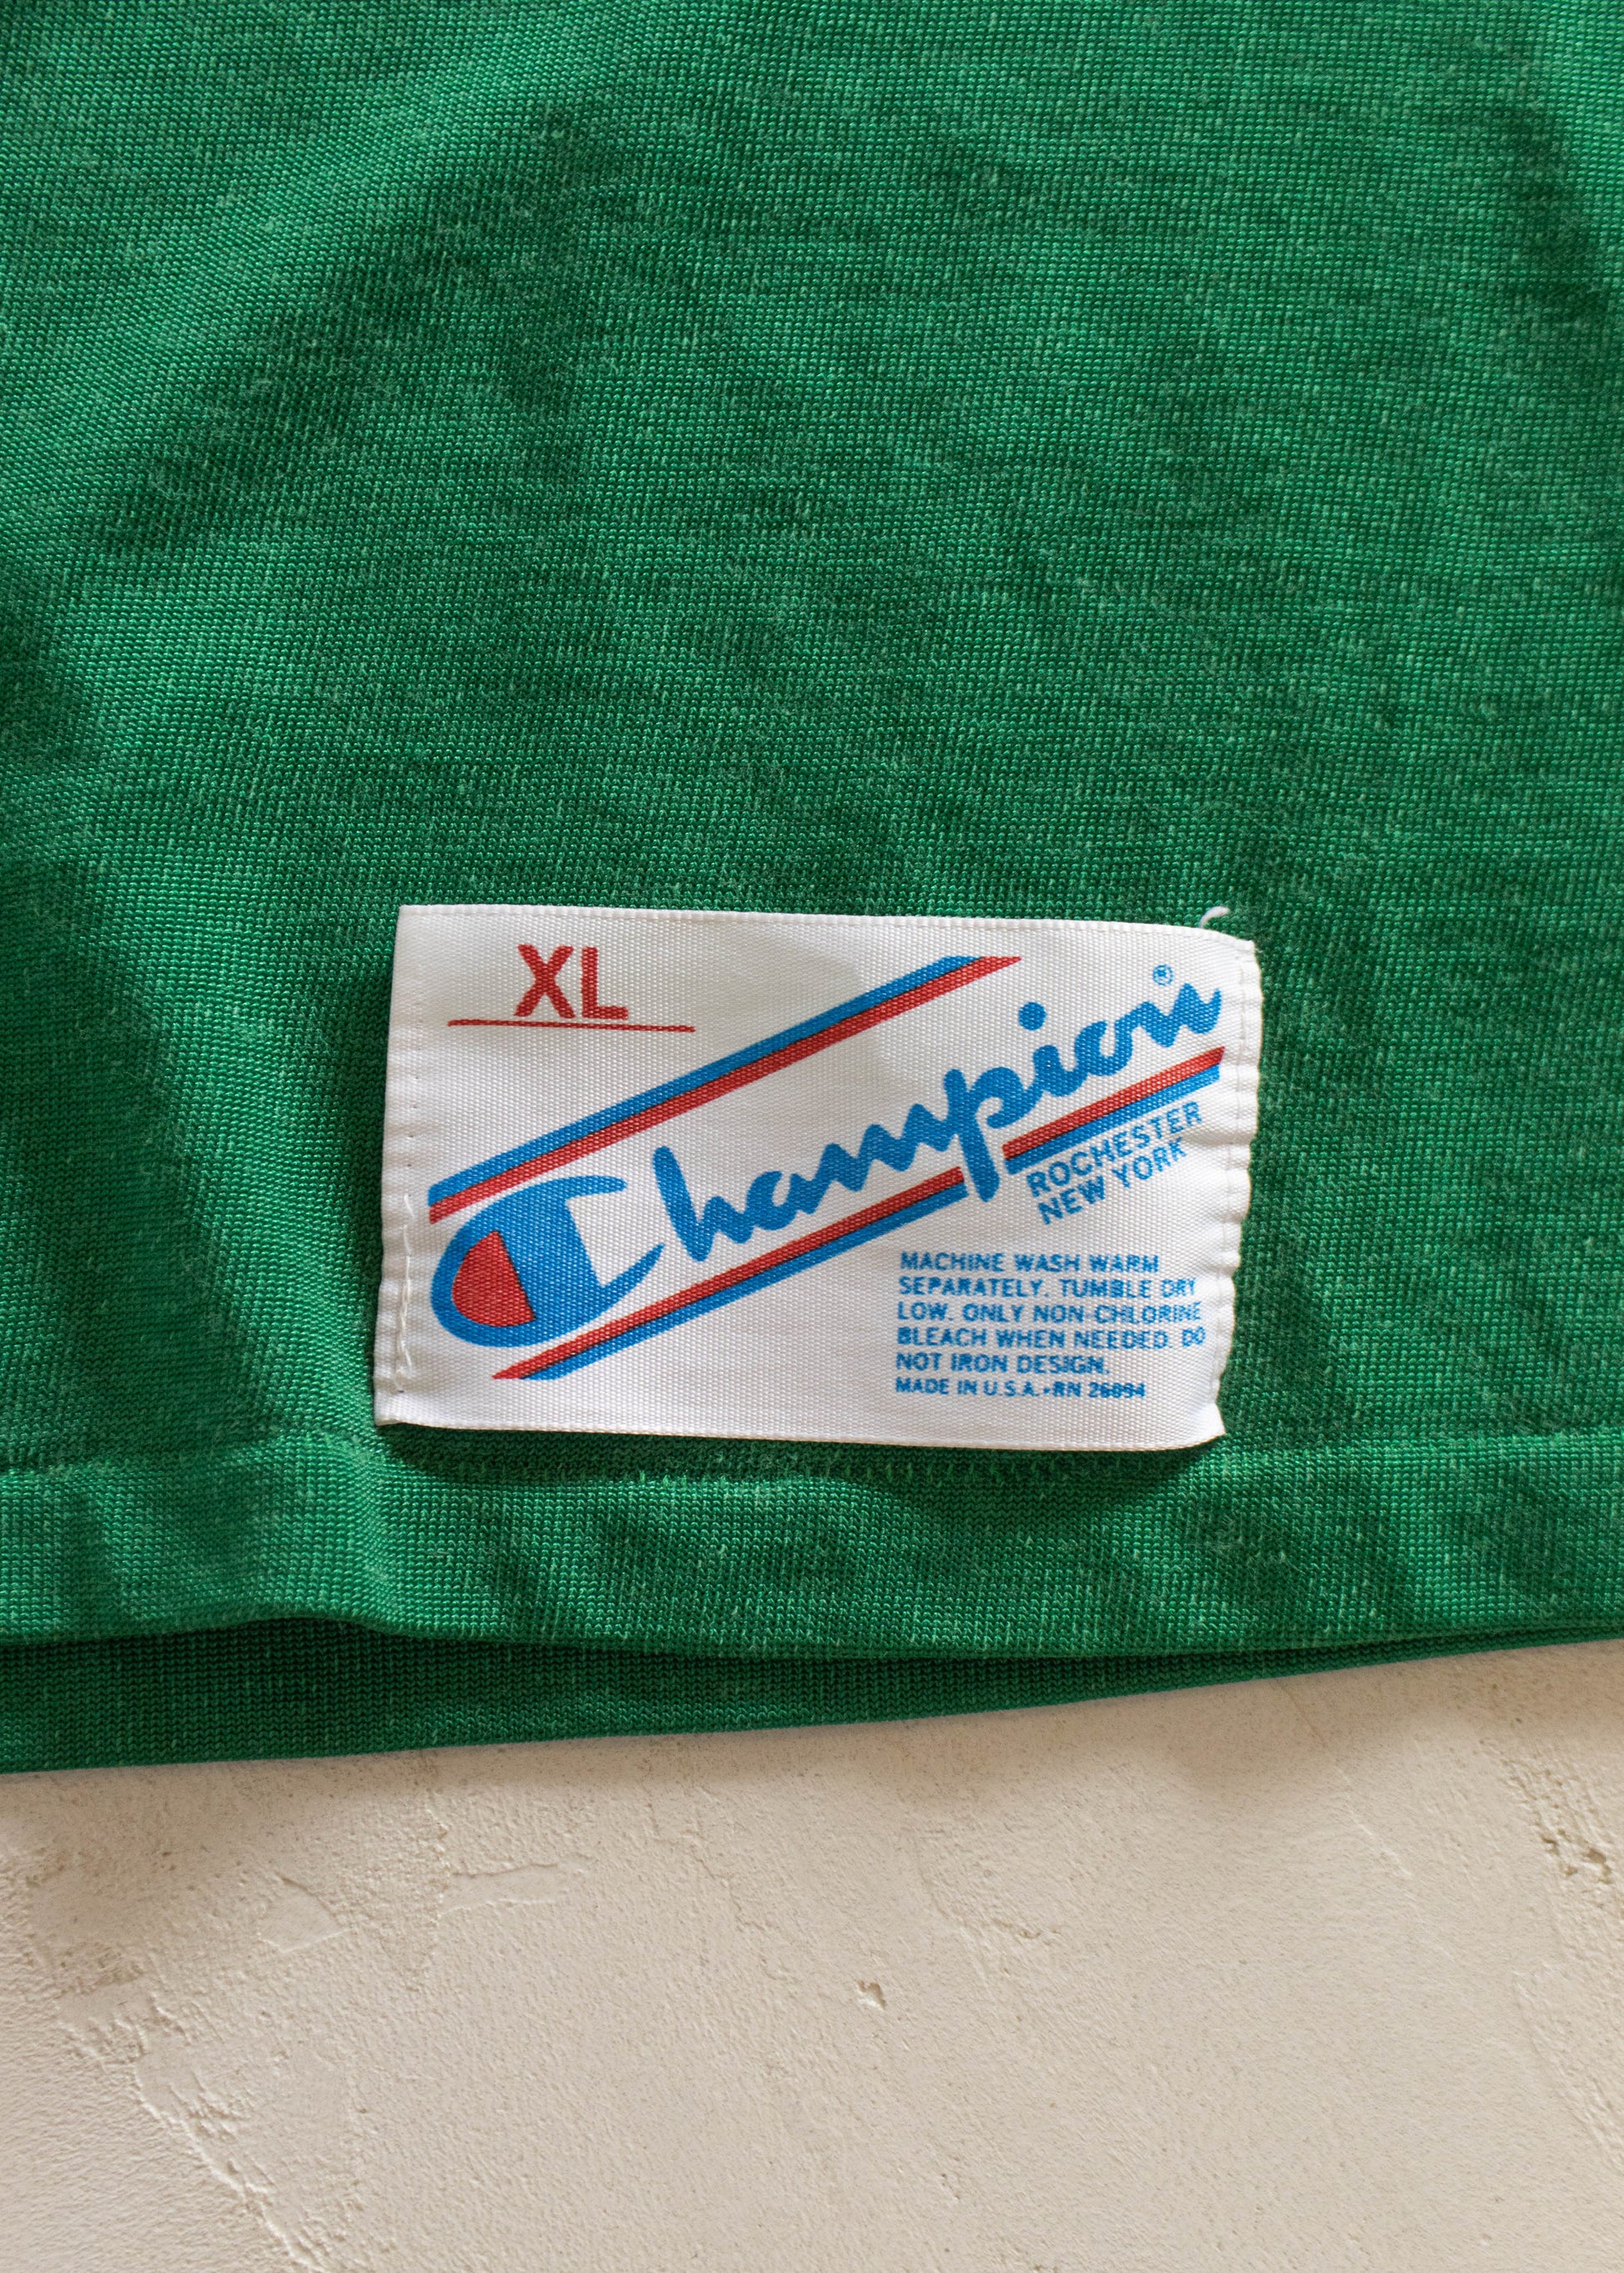 XL
Champion®
ROCHESTER
NEW YORK
MACHINE WASH WARM
SEPARATELY. TUMBLE DRY
LOW. ONLY NON-CHLORINE
BLEACH WHEN NEEDED. DO
NOT IRON DESIGN.
MADE IN U.S.A. • RN 26094